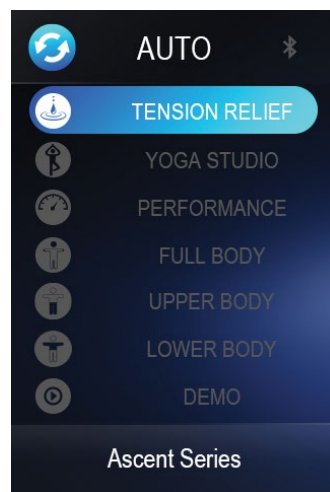 AUTO
TENSION RELIEF
YOGA STUDIO
PERFORMANCE
FULL BODY
UPPER BODY
LOWER BODY
DEMO
Ascent Series